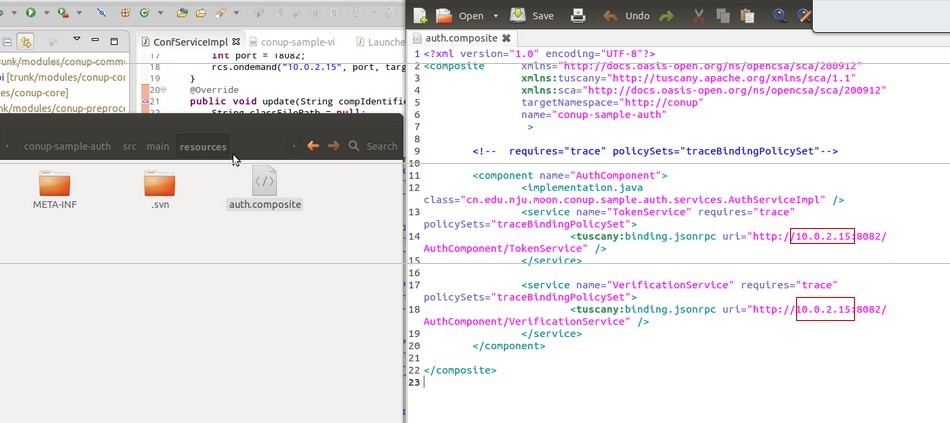 ConfServiceImpl
conup-sample-vi
Launche
unk/modules/conup-comm
pi [trunk/modules/conup-cor
es/conup-core]
unk/modules/conup-preproce
17 int port = 18082;
18 rcs.ondemand("10.0.2.15", port, targ
19 }
20 @Override
21 public void update(String compIdentifie
22 String classFilePath = null;
conup-sample-auth src main resources Search
META-INF
.svn
auth.composite
Open Save Undo
auth.composite
1 <?xml version="1.0" encoding="UTF-8"?>
2 <composite xmlns="http://docs.oasis-open.org/ns/opencsa/sca/200912"
3 xmlns:tuscany="http://tuscany.apache.org/xmlns/sca/1.1"
4 xmlns:sca="http://docs.oasis-open.org/ns/opencsa/sca/200912"
5 targetNamespace="http://conup"
6 name="conup-sample-auth"
7 >
8
9 <!-- requires="trace" policySets="traceBindingPolicySet"-->
10
11 <component name="AuthComponent">
12 <implementation.java
class="cn.edu.nju.moon.conup.sample.auth.services.AuthServiceImpl" />
13 <service name="TokenService" requires="trace"
policySets="traceBindingPolicySet">
14 <tuscany:binding.jsonrpc uri="http://10.0.2.15:8082/
AuthComponent/TokenService" />
15 </service>
16
17 <service name="VerificationService" requires="trace"
policySets="traceBindingPolicySet">
18 <tuscany:binding.jsonrpc uri="http://10.0.2.15:8082/
AuthComponent/VerificationService" />
19 </service>
20 </component>
21
22 </composite>
23